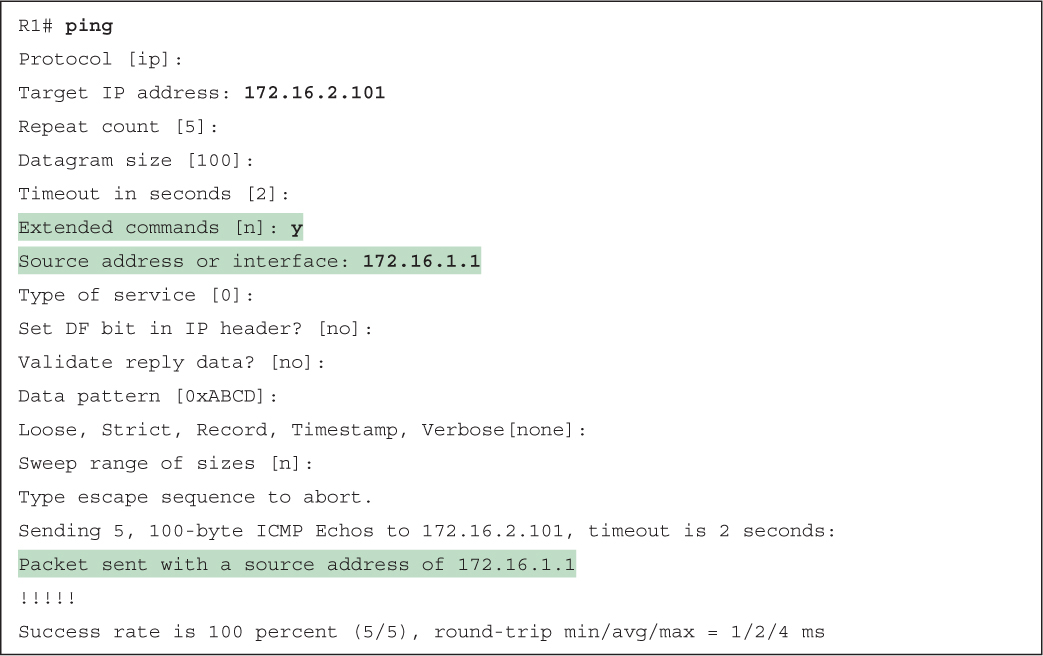 R1# ping
Protocol [ip]:
Target IP address: 172.16.2.101
Repeat count [5]:
Datagram size [100]:
Timeout in seconds [2]:
Extended commands [n]: y
Source address or interface: 172.16.1.1
Type of service [0]:
Set DF bit in IP header? [no]:
Validate reply data? [no]:
Data pattern [0xABCD]:
Loose, Strict, Record, Timestamp, Verbose[none]:
Sweep range of sizes [n]:
Type escape sequence to abort.
Sending 5, 100-byte ICMP Echos to 172.16.2.101, timeout is 2 seconds:
Packet sent with a source address of 172.16.1.1
!!!!!
Success rate is 100 percent (5/5), round-trip min/avg/max = 1/2/4 ms